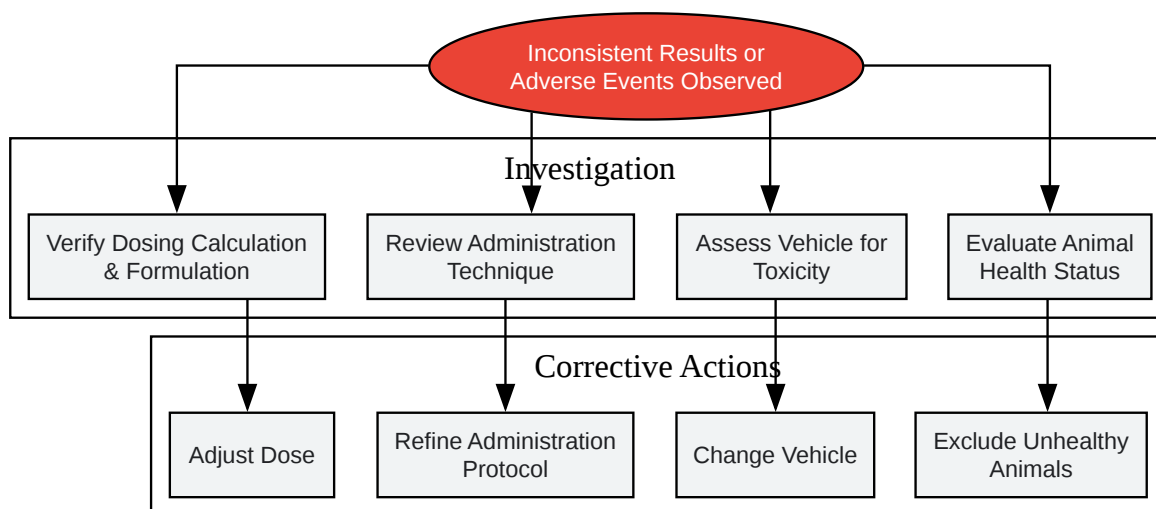 Inconsistent Results or
Adverse Events Observed
Investigation
Verify Dosing Calculation
& Formulation
Review Administration
Technique
Assess Vehicle for
Toxicity
Evaluate Animal
Health Status
Corrective Actions
Adjust Dose
Refine Administration
Protocol
Change Vehicle
Exclude Unhealthy
Animals